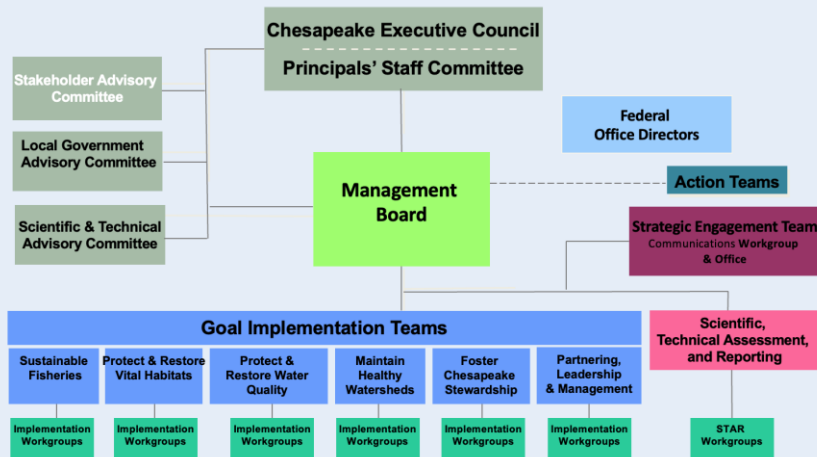 Chesapeake Executive Council
Principals' Staff Committee
Stakeholder Advisory
Committee
Local Government
Advisory Committee
Scientific & Technical
Advisory Committee
Federal
Office Directors
Management
Board
Action Teams
Strategic Engagement Team
Communications Workgroup
& Office
Goal Implementation Teams
Scientific,
Technical Assessment,
and Reporting
Sustainable
Fisheries
Protect & Restore
Vital Habitats
Protect &
Restore Water
Quality
Maintain
Healthy
Watersheds
Foster
Chesapeake
Stewardship
Partnering,
Leadership
& Management
Implementation
Workgroups
Implementation
Workgroups
Implementation
Workgroups
Implementation
Workgroups
Implementation
Workgroups
Implementation
Workgroups
STAR
Workgroups